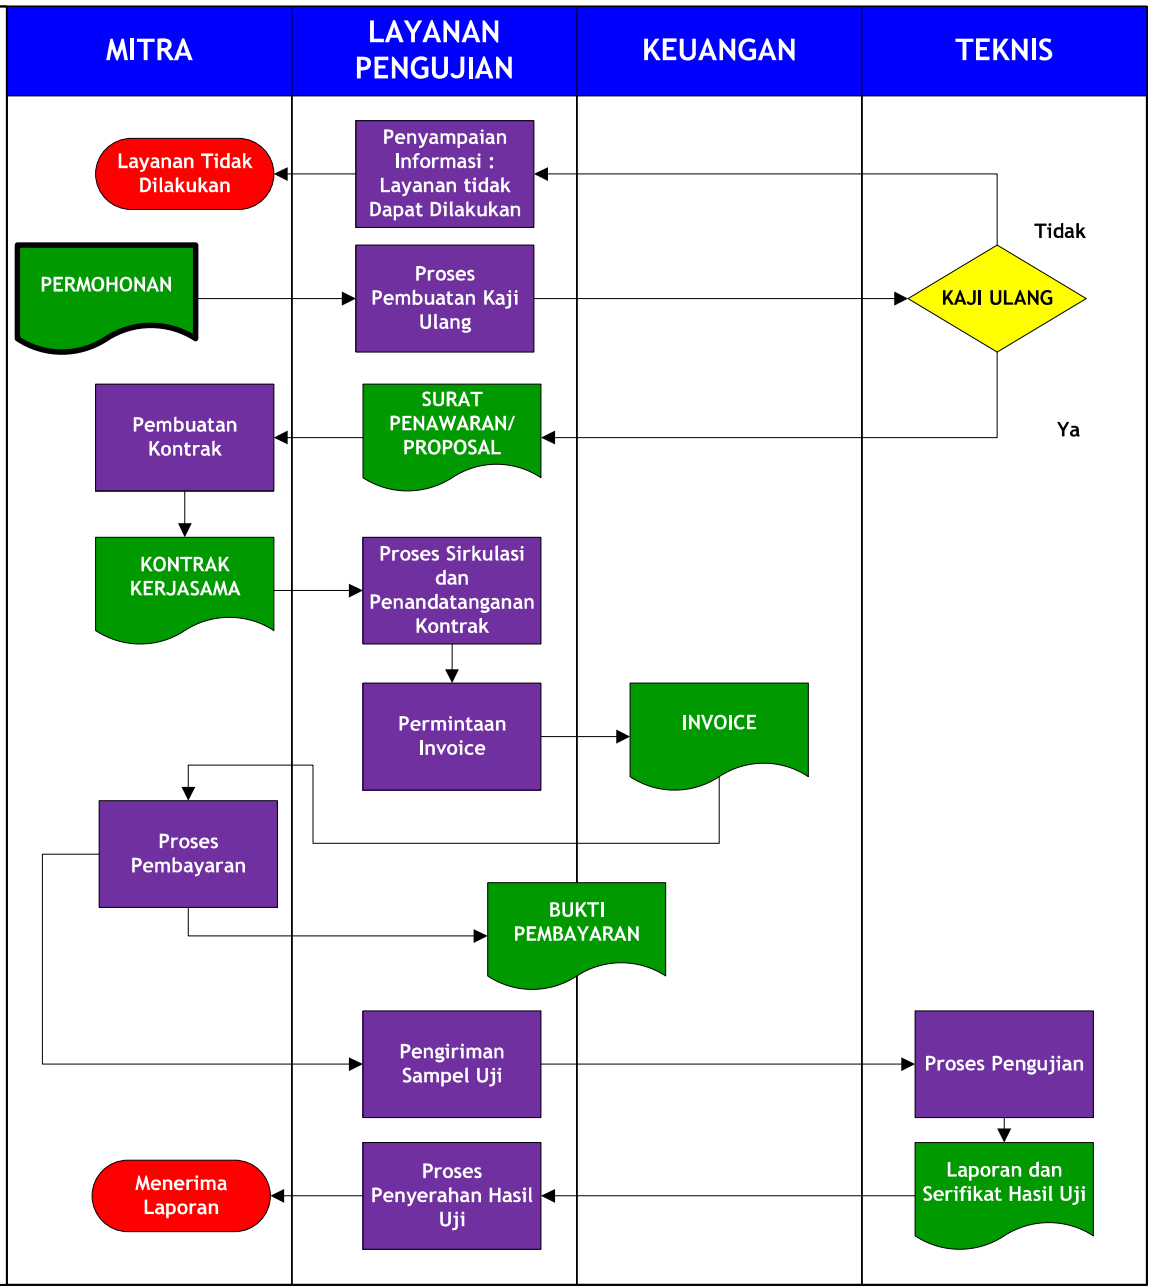 MITRA
LAYANAN
PENGUJIAN
KEUANGAN
TEKNIS
Layanan Tidak
Dilakukan
Penyampaian
Informasi :
Layanan tidak
Dapat Dilakukan
Tidak
PERMOHONAN
Proses
Pembuatan Kaji
Ulang
KAJI ULANG
Pembuatan
Kontrak
SURAT
PENAWARAN/
PROPOSAL
Ya
KONTRAK
KERJASAMA
Proses Sirkulasi
dan
Penandatanganan
Kontrak
Permintaan
Invoice
INVOICE
Proses
Pembayaran
BUKTI
PEMBAYARAN
Pengiriman
Sampel Uji
Proses Pengujian
Menerima
Laporan
Proses
Penyerahan Hasil
Uji
Laporan dan
Serifikat Hasil Uji